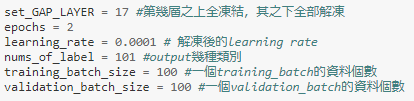 set_GAP_LAYER = 17 #第幾層之上全凍結, 其之下全部解凍
epochs = 2
learning_rate = 0.0001 # 解凍後的learning rate
nums_of_label = 101 #output幾種類別
training_batch_size = 100 #一個training_batch的資料個數
validation_batch_size = 100 #一個validation_batch的資料個數